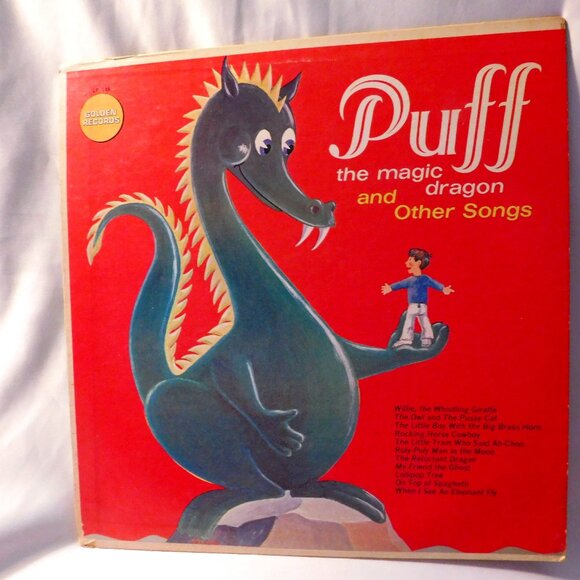 GOLDEN
RECORDS
Puff
the magic
dragon
and
Other Songs
Willie, the Whistling Giraffe
The Owl and The Pussy Cat
The Little Boy With the Big Brass Horn
Rocking Horse Cowboy
The Little Train Who Said Ah-Choo
Roly Poly Man in the Moon
The Reluctant Dragon
My Friend the Ghost
Lollipop Tree
On Top of Spaghetti
When I See An Elephant Fly